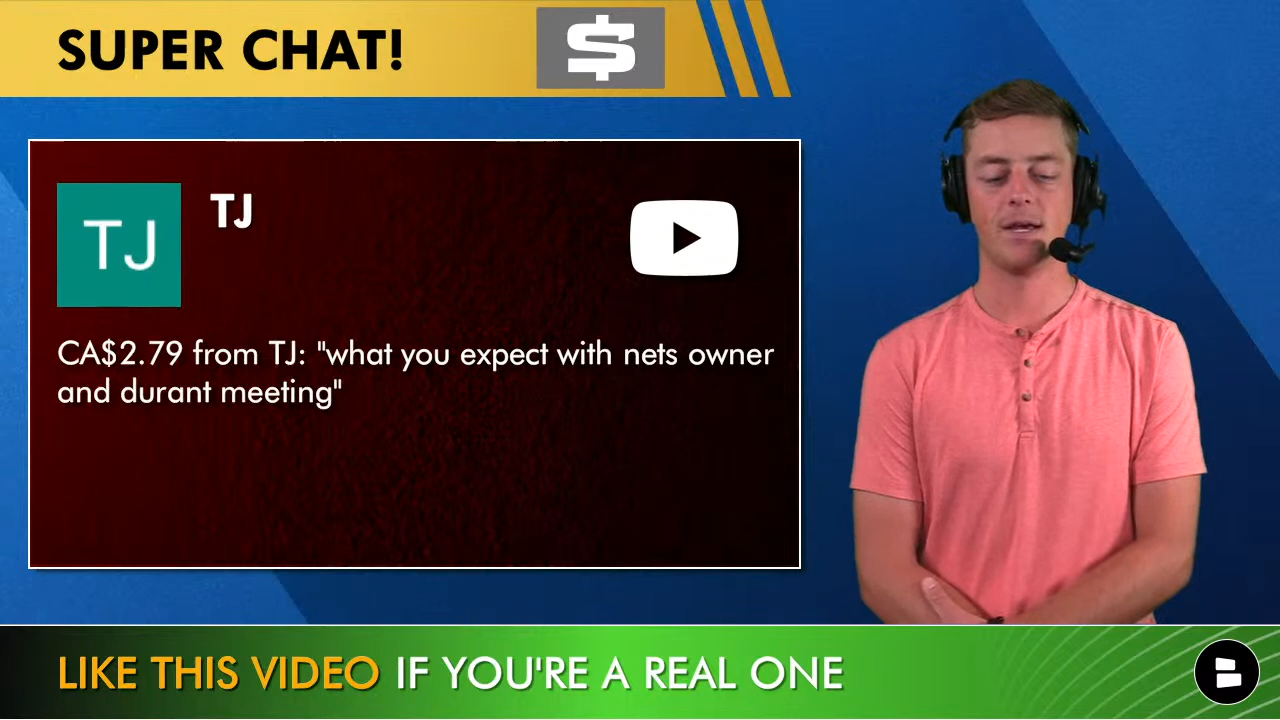 SUPER CHAT!
$
TJ
TJ
CA$2.79 from TJ: "what you expect with nets owner
and durant meeting"
LIKE THIS VIDEO IF YOU'RE A REAL ONE